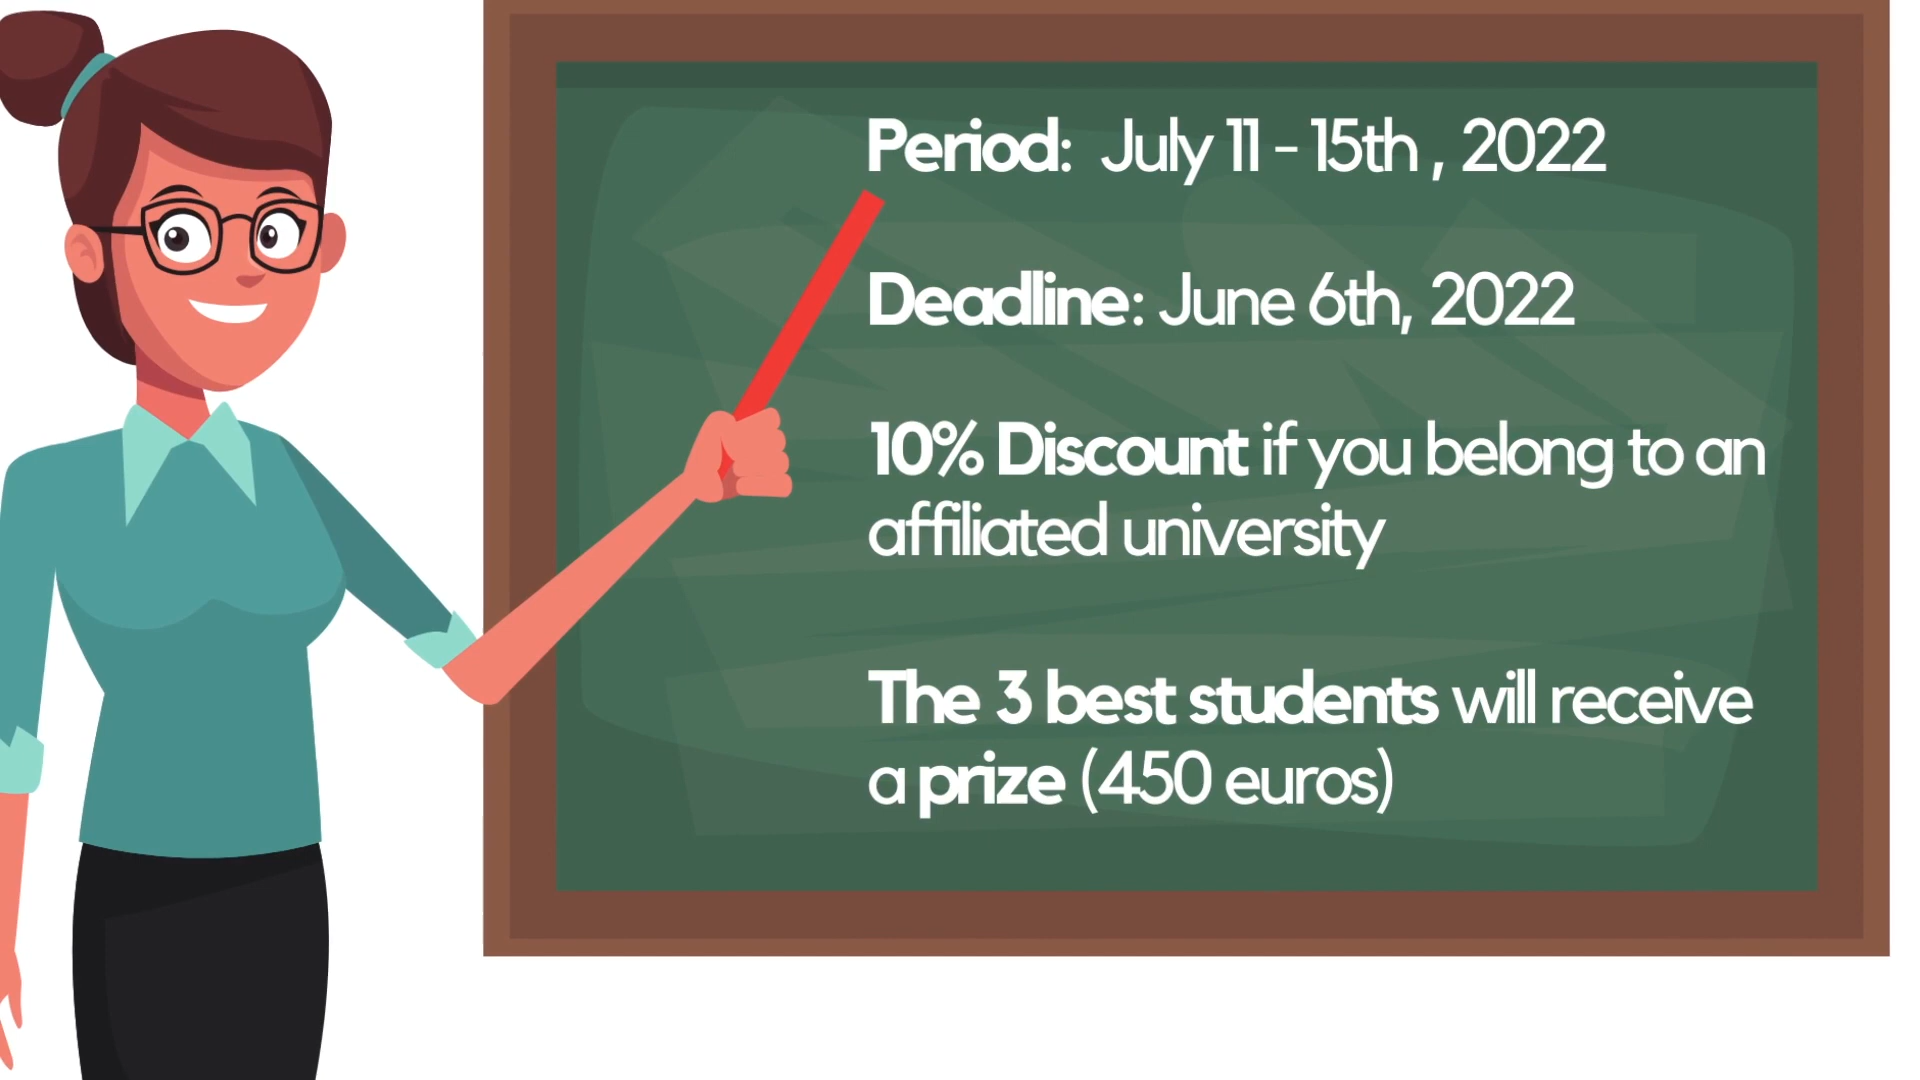 Period: July 11 - 15th , 2022
Deadline: June 6th, 2022
10% Discount if you belong to an
affiliated university
The 3 best students will receive
a prize (450 euros)